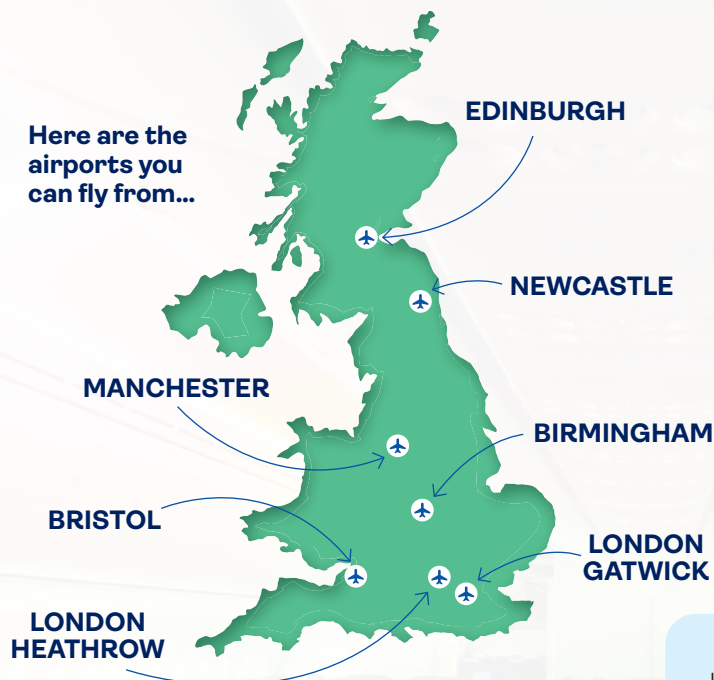 Here are the
airports you
can fly from...
EDINBURGH
NEWCASTLE
MANCHESTER
BIRMINGHAM
BRISTOL
LONDON
GATWICK
LONDON
HEATHROW